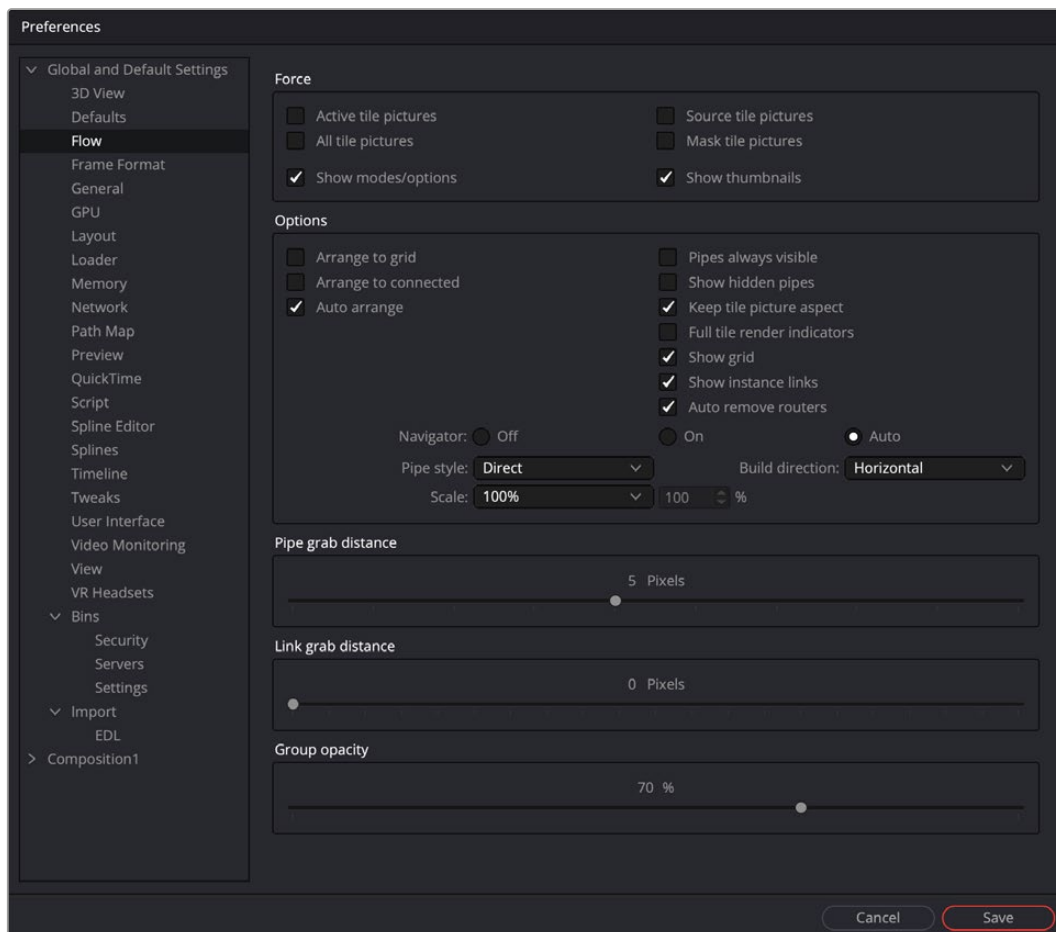 Preferences
Global and Default Settings
3D View
Defaults
Flow
Frame Format
General
GPU
Layout
Loader
Memory
Network
Path Map
Preview
QuickTime
Script
Spline Editor
Splines
Timeline
Tweaks
User Interface
Video Monitoring
View
VR Headsets
Bins
Security
Servers
Settings
Import
EDL
Composition1
Force
Active tile pictures Source tile pictures
All tile pictures Mask tile pictures
Show modes/options Show thumbnails
Options
Arrange to grid Pipes always visible
Arrange to connected Show hidden pipes
Auto arrange Keep tile picture aspect
Full tile render indicators
Show grid
Show instance links
Auto remove routers
Navigator: Off On Auto
Pipe style: Direct Build direction: Horizontal
Scale: 100% 100 %
Pipe grab distance
5 Pixels
Link grab distance
0 Pixels
Group opacity
70 %
Cancel Save